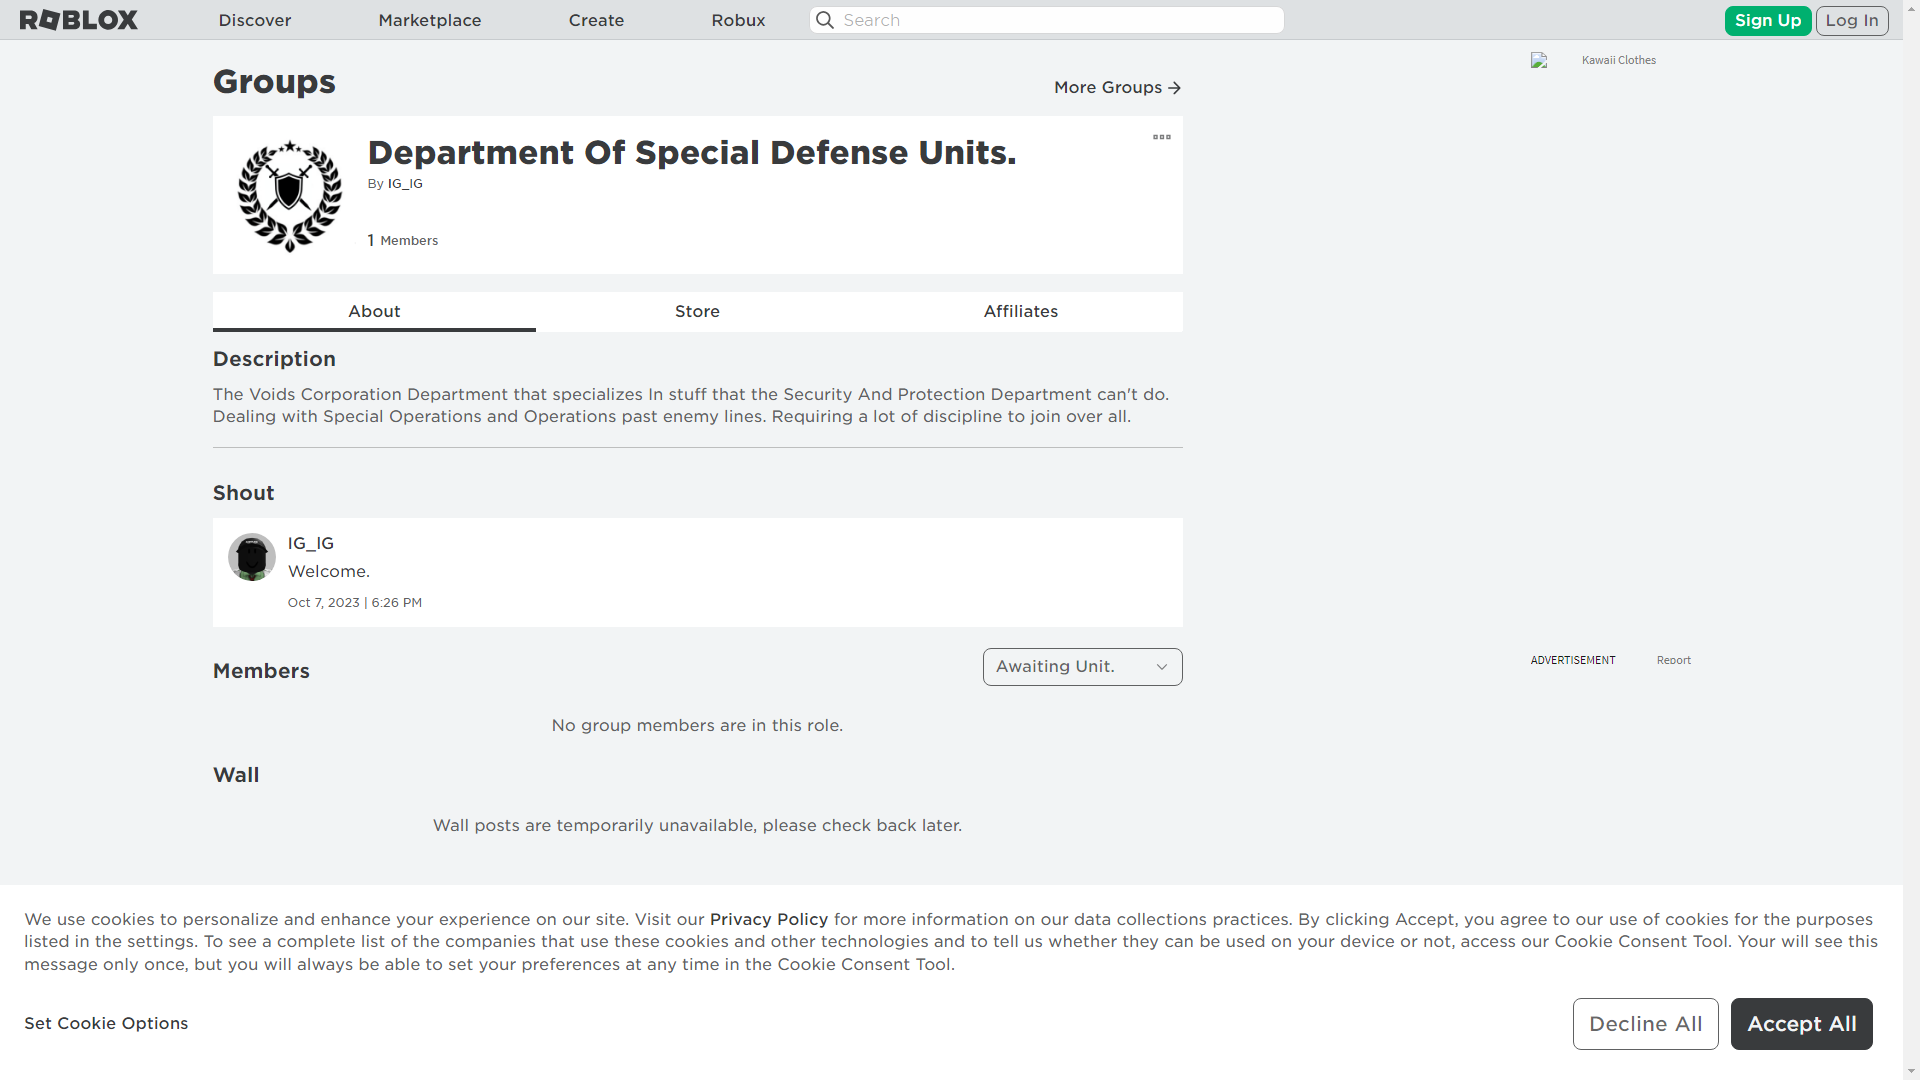 ROBLOX
Discover
Marketplace
Create
Robux
Search
Sign Up
Log In
Groups
More Groups
Kawaii Clothes
Department Of Special Defense Units.
By IG_IG
1 Members
About
Store
Affiliates
Description
The Voids Corporation Department that specializes In stuff that the Security And Protection Department can't do.
Dealing with Special Operations and Operations past enemy lines. Requiring a lot of discipline to join over all.
Shout
IG_IG
Welcome.
Oct 7, 2023 | 6:26 PM
Members
Awaiting Unit.
ADVERTISEMENT
Report
No group members are in this role.
Wall
Wall posts are temporarily unavailable, please check back later.
We use cookies to personalize and enhance your experience on our site. Visit our Privacy Policy for more information on our data collections practices. By clicking Accept, you agree to our use of cookies for the purposes
listed in the settings. To see a complete list of the companies that use these cookies and other technologies and to tell us whether they can be used on your device or not, access our Cookie Consent Tool. Your will see this
message only once, but you will always be able to set your preferences at any time in the Cookie Consent Tool.
Set Cookie Options
Decline All
Accept All